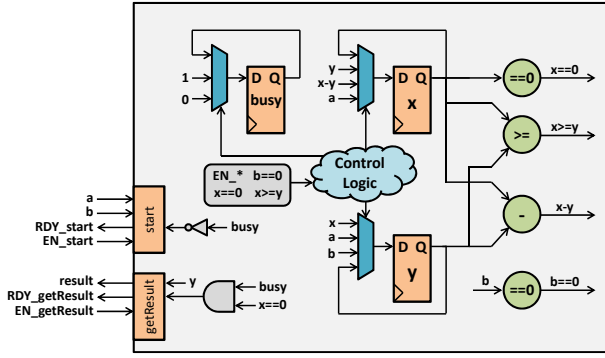 D Q
busy
1
0
y
x-y
a
D Q
x
==0
x==0
>=
x>=y
Control
Logic
EN_* b==0
x==0 x>=y
a
b
RDY_start
EN_start
start
busy
x
a
b
D Q
y
-
x-y
result
RDY_getResult
EN_getResult
getResult
y
busy
x==0
b
==0
b==0